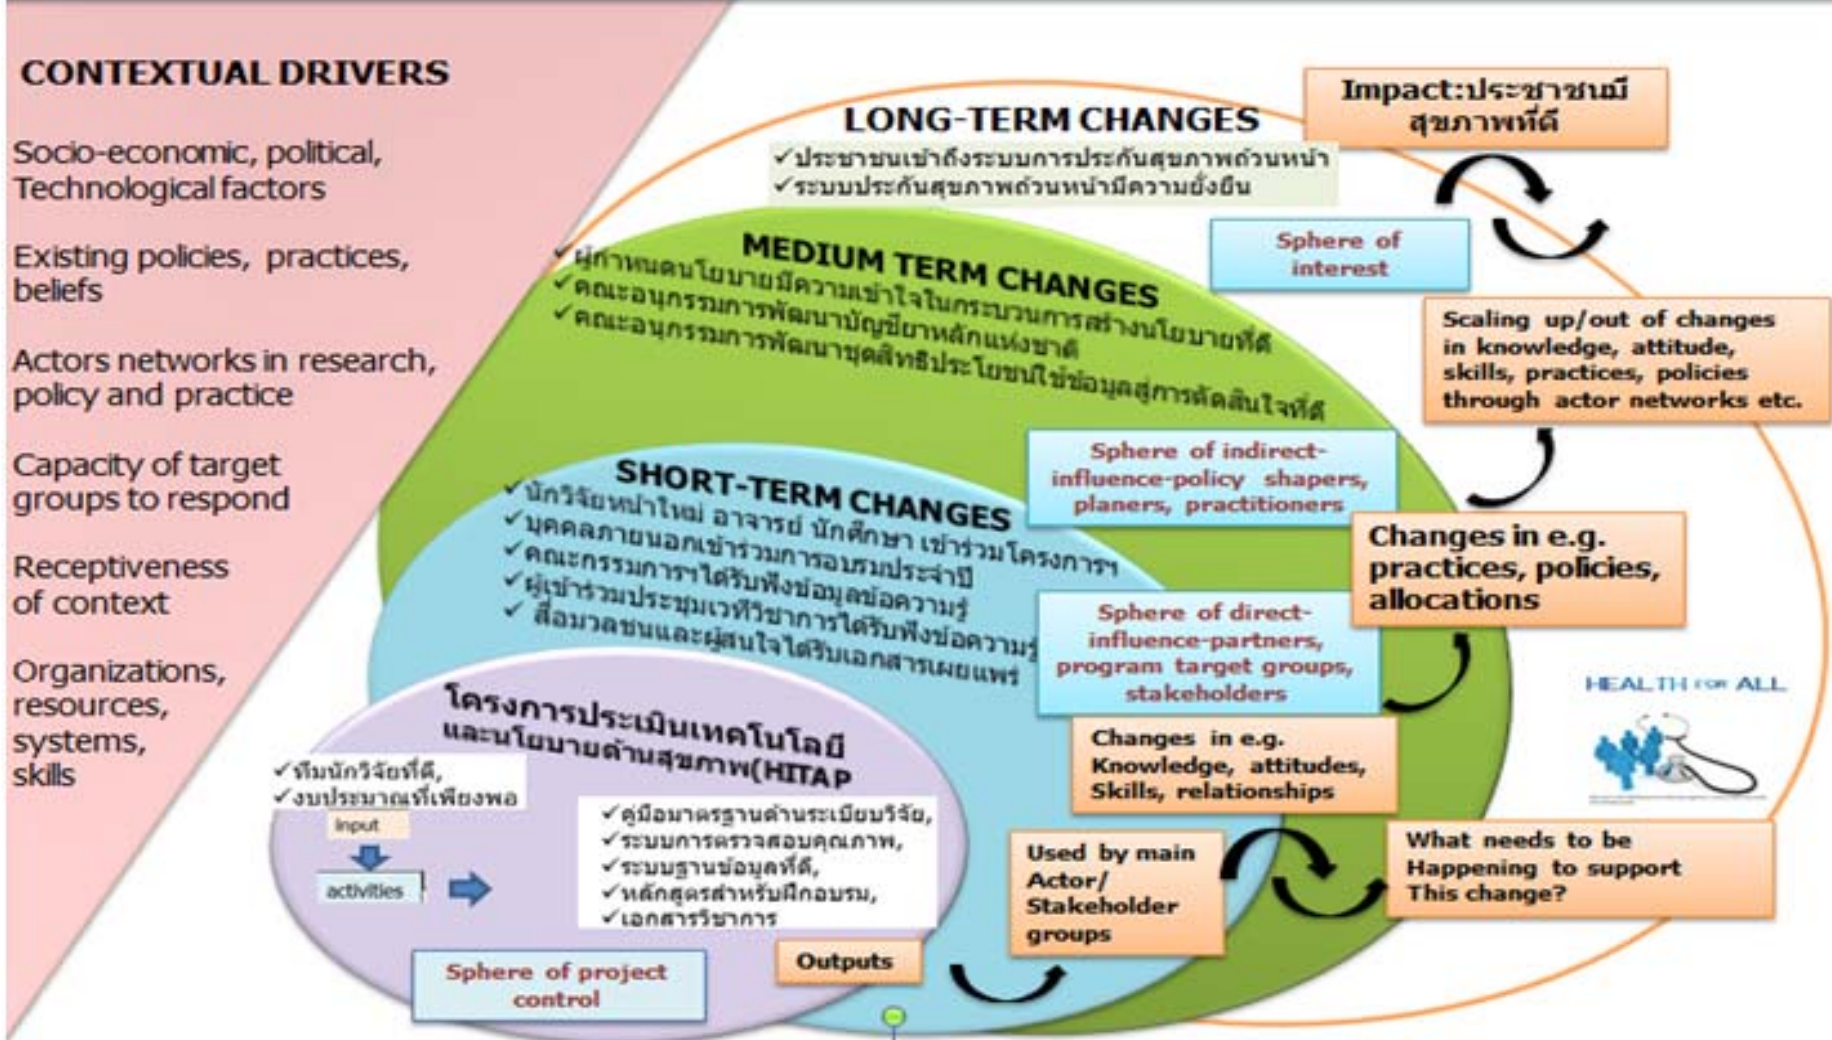 CONTEXTUAL DRIVERS
Socio-economic, political,
Technological factors
Existing policies, practices,
beliefs
Actors networks in research,
policy and practice
Capacity of target
groups to respond
Receptiveness
of context
Organizations,
resources,
systems,
skills
Impact:ประชาชนมี
สุขภาพที่ดี
LONG-TERM CHANGES
✓ประชาชนเข้าถึงระบบการประกันสุขภาพถ้วนหน้า
✓ระบบประกันสุขภาพถ้วนหน้ามีความยั่งยืน
Sphere of
interest
MEDIUM TERM CHANGES
✓ผู้กำหนดนโยบายมีความเข้าใจในกระบวนการสร้างนโยบายที่ดี
✓คณะอนุกรรมการพัฒนาบัญชียาหลักแห่งชาติ
✓คณะอนุกรรมการพัฒนาชุดสิทธิประโยชน์ใช้ข้อมูลสู่การตัดสินใจที่ดี
Scaling up/out of changes
in knowledge, attitude,
skills, practices, policies
through actor networks etc.
Sphere of indirect-
influence-policy shapers,
planers, practitioners
SHORT-TERM CHANGES
✓นักวิจัยหน้าใหม่ อาจารย์ นักศึกษา เข้าร่วมโครงการฯ
✓บุคคลภายนอกเข้าร่วมการอบรมประจำปี
✓คณะกรรมการฯได้รับฟังข้อมูลข้อความรู้
✓ผู้เข้าร่วมประชุมเวทีวิชาการได้รับฟังข้อความรู้
✓ สื่อมวลชนและผู้สนใจได้รับเอกสารเผยแพร่
Changes in e.g.
practices, policies,
allocations
Sphere of direct-
influence-partners,
program target groups,
stakeholders
โครงการประเมินเทคโนโลยี
และนโยบายด้านสุขภาพ(HITAP
✓ทีมนักวิจัยที่ดี,
✓งบประมาณที่เพียงพอ
input
activities
✓คู่มือมาตรฐานด้านระเบียบวิจัย,
✓ระบบการตรวจสอบคุณภาพ,
✓ระบบฐานข้อมูลที่ดี,
✓หลักสูตรสำหรับฝึกอบรม,
✓เอกสารวิชาการ
Changes in e.g.
Knowledge, attitudes,
Skills, relationships
HEALTH FOR ALL
Used by main
Actor/
Stakeholder
groups
What needs to be
Happening to support
This change?
Outputs
Sphere of project
control